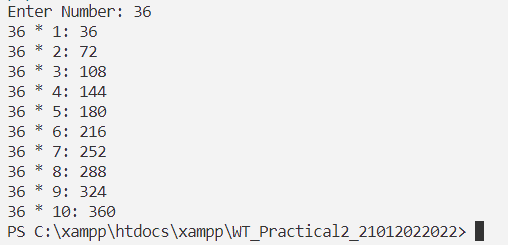 Enter Number: 36
36 * 1: 36
36 * 2: 72
36 * 3: 108
36 * 4: 144
36 * 5: 180
36 * 6: 216
36 * 7: 252
36 * 8: 288
36 * 9: 324
36 * 10: 360
PS C:\xampp\htdocs\xampp\WT_Practical2_21012022022>